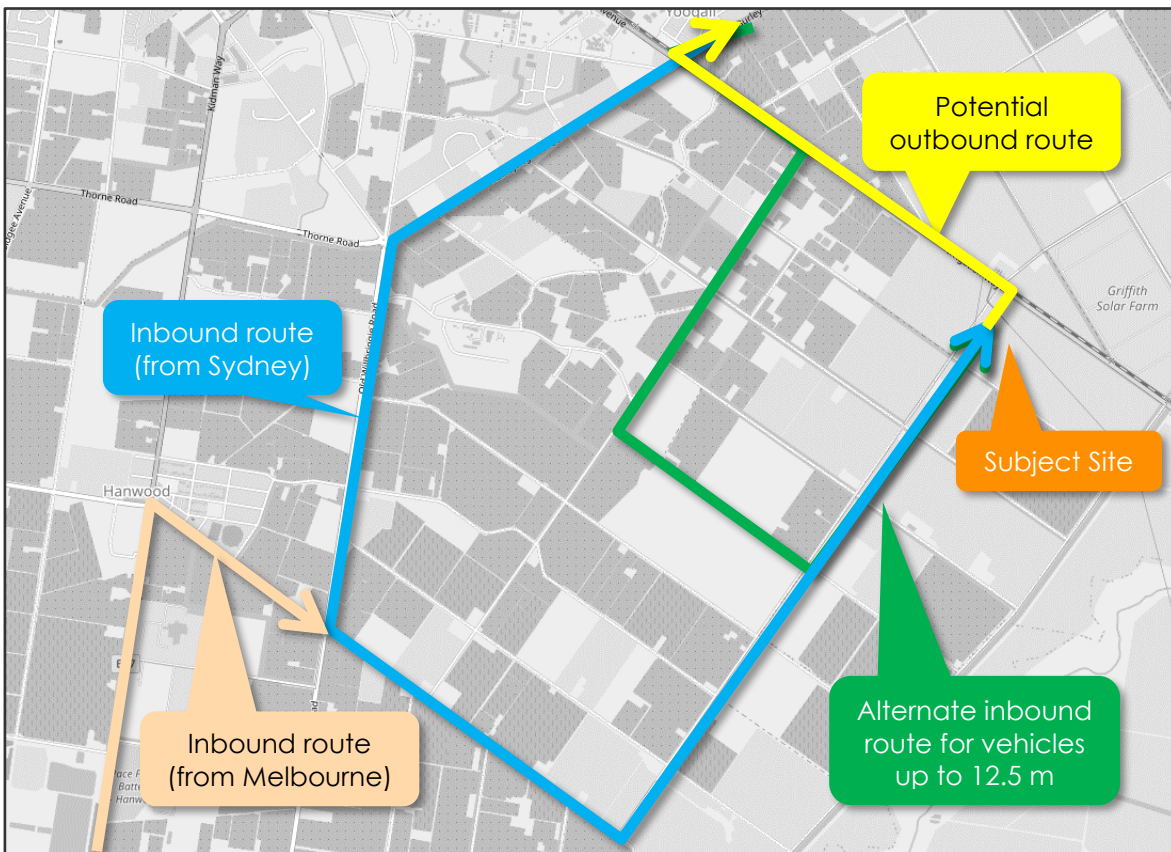 Yoogali
Potential
outbound route
Kidman Way
Thorne Road
Thorne Road
Griffith
Solar Farm
Inbound route
(from Sydney)
Old Willbriggie Road
Subject Site
Hanwood
Inbound route
(from Melbourne)
Alternate inbound
route for vehicles
up to 12.5 m